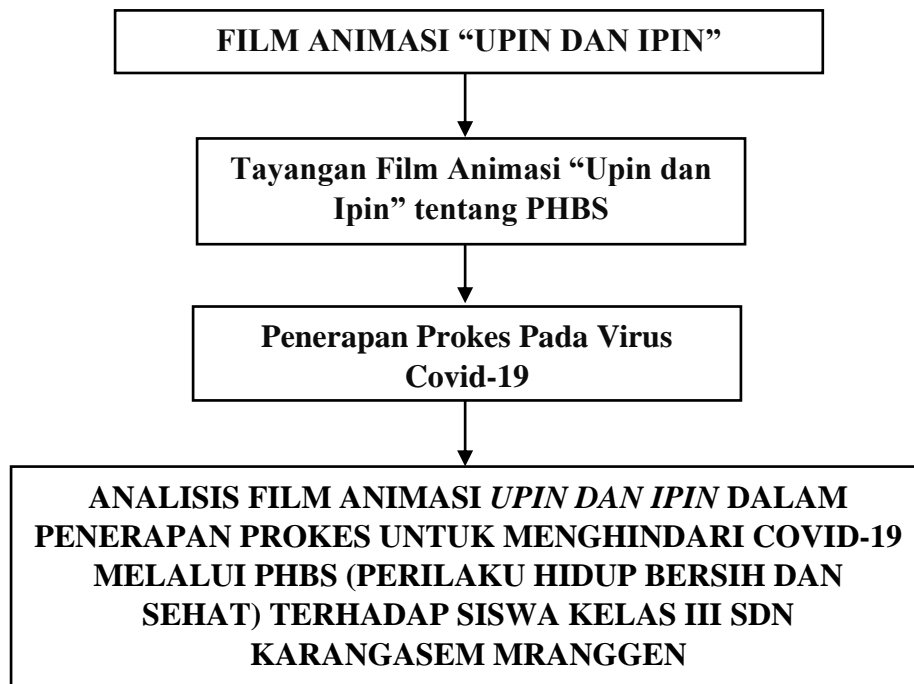 FILM ANIMASI “UPIN DAN IPIN”
Tayangan Film Animasi “Upin dan
Ipin” tentang PHBS
Penerapan Prokes Pada Virus
Covid-19
ANALISIS FILM ANIMASI UPIN DAN IPIN DALAM
PENERAPAN PROKES UNTUK MENGHINDARI COVID-19
MELALUI PHBS (PERILAKU HIDUP BERSIH DAN
SEHAT) TERHADAP SISWA KELAS III SDN
KARANGASEM MRANGGEN